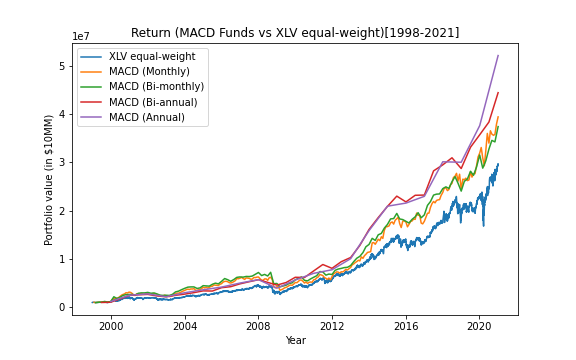 Return (MACD Funds vs XLV equal-weight)[1998-2021]
1e7
XLV equal-weight
MACD (Monthly)
MACD (Bi-monthly)
MACD (Bi-annual)
MACD (Annual)
5
4
3
2
1
0
Portfolio value (in $10MM)
2000 2004 2008 2012 2016 2020
Year